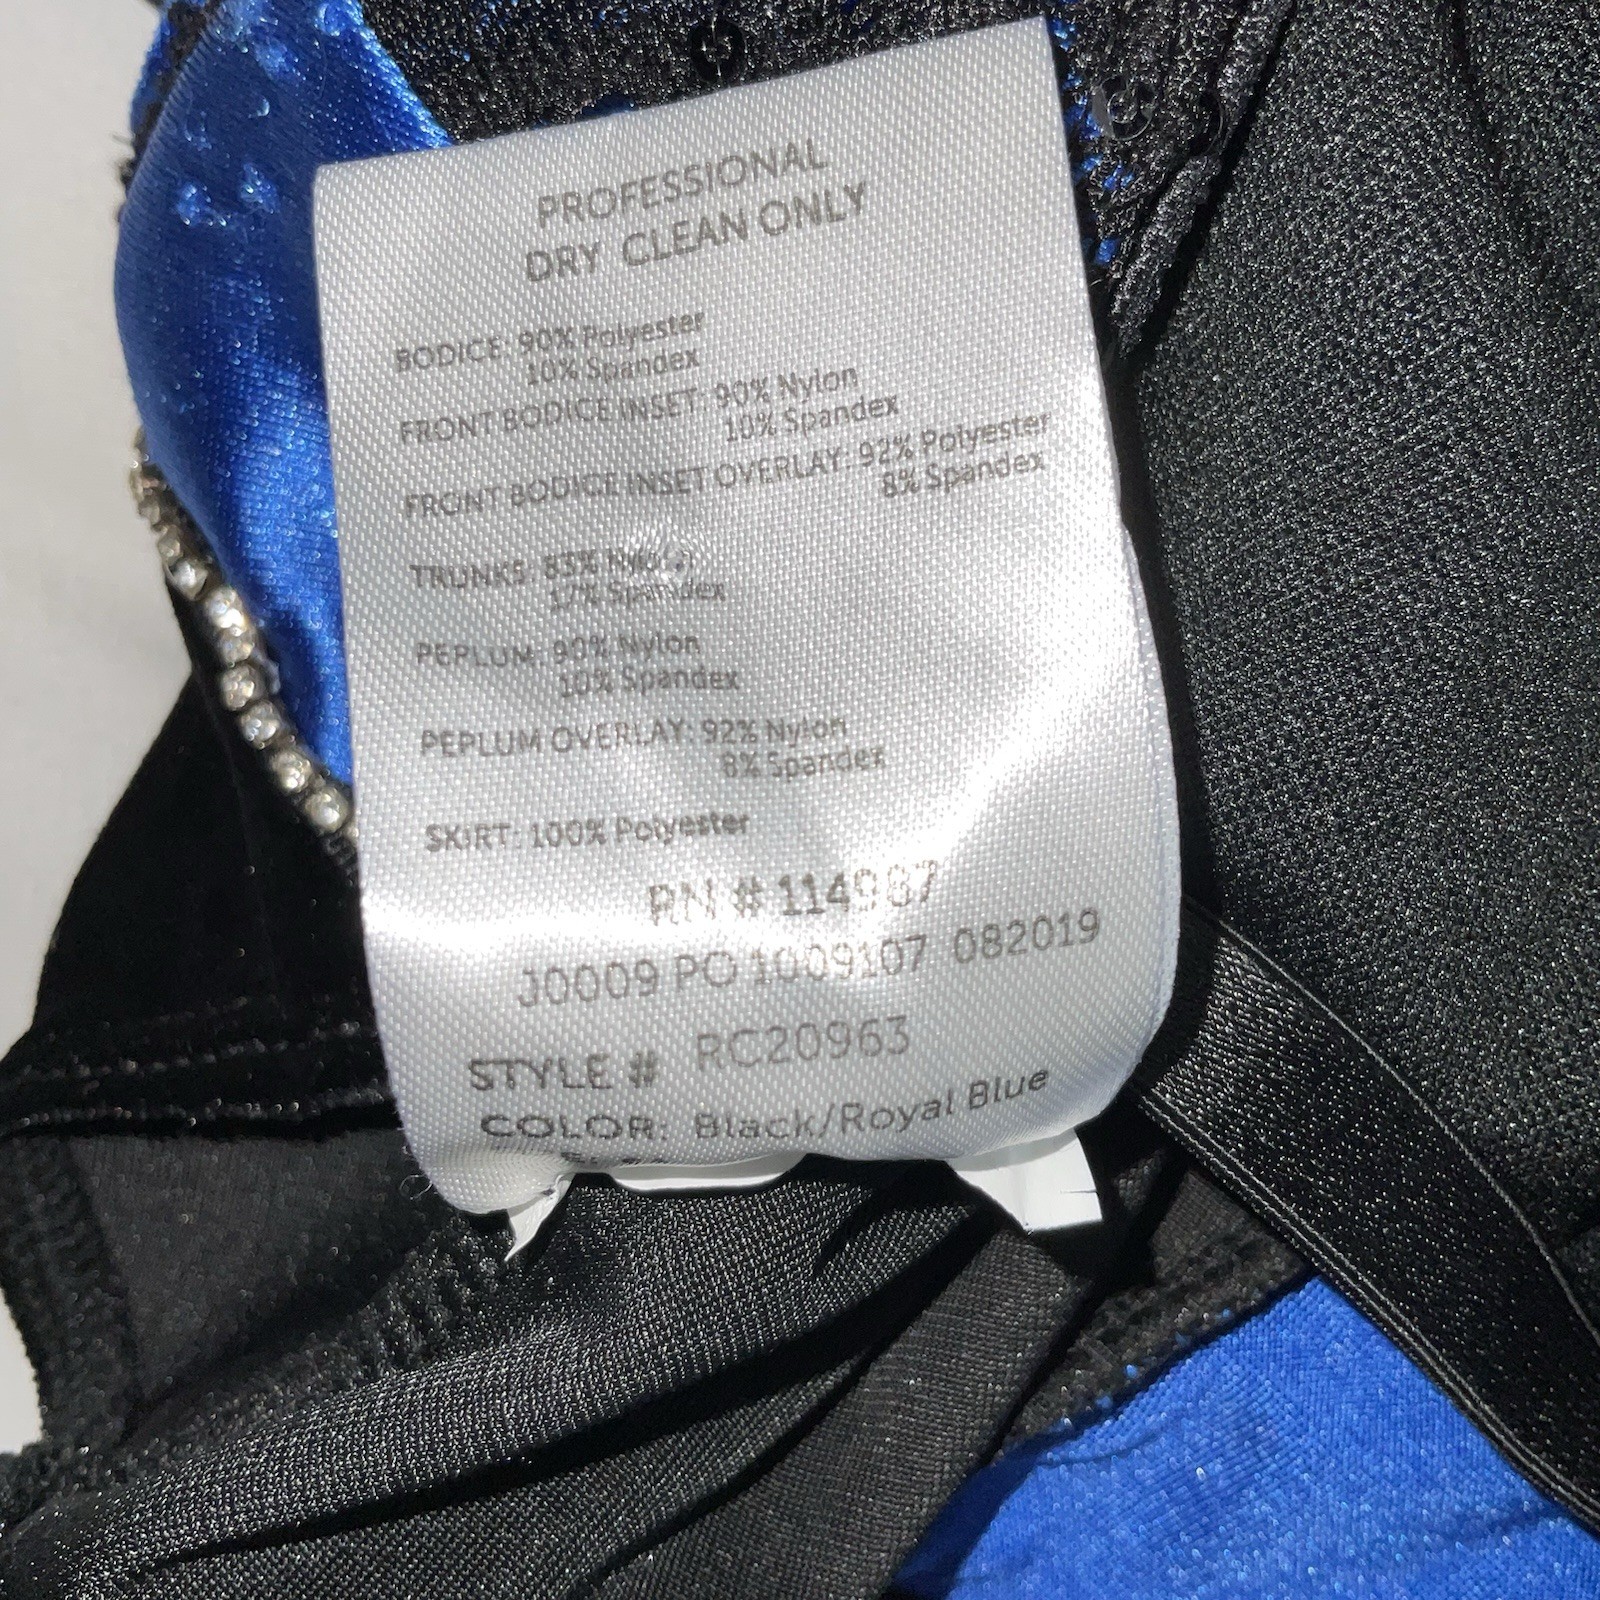 PROFESSIONAL
DRY CLEAN ONLY
BODICE: 90% Polyester
10% Spandex
FRONT BODICE INSET: 90% Nylon
10% Spandex
FRONT BODICE INSET OVERLAY: 92% Polyester
8% Spandex
TRUNKS: 83% Nylon
17% Spandex
PEPLUM: 90% Nylon
10% Spandex
PEPLUM OVERLAY: 92% Nylon
8% Spandex
SKIRT: 100% Polyester
RN # 114987
J0009 PO 1009107 082019
STYLE # RC20963
COLOR: Black/Royal Blue